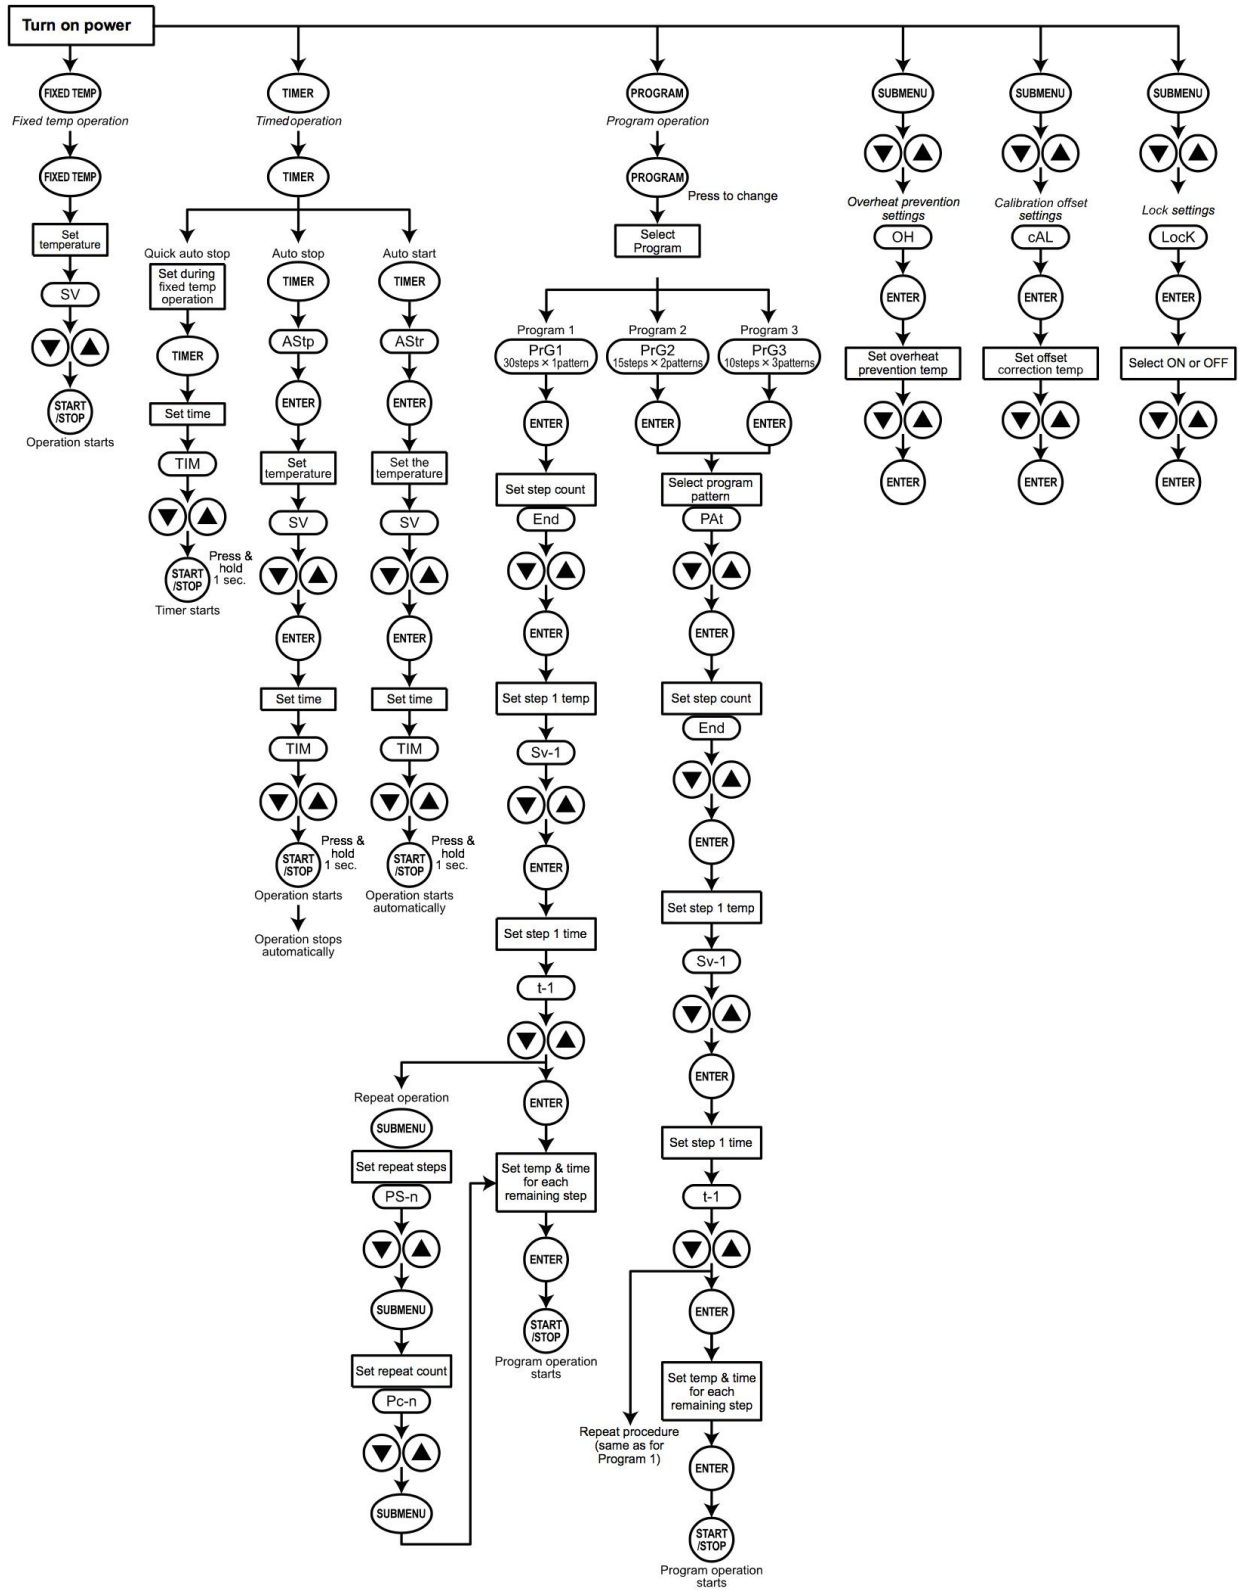 Turn on power
FIXED TEMP
Fixed temp operation
FIXED TEMP
Set
temperature
SV
START
/STOP
Operation starts
TIMER
Timed operation
TIMER
Quick auto stop
Set during
fixed temp
operation
TIMER
Set time
TIM
START
/STOP
Press &
hold
1 sec.
Timer starts
Auto stop
TIMER
AStp
ENTER
Set
temperature
SV
ENTER
Set time
TIM
START
/STOP
Press &
hold
1 sec.
Operation starts
Operation stops
automatically
Auto start
TIMER
AStr
ENTER
Set the
temperature
SV
ENTER
Set time
TIM
START
/STOP
Press &
hold
1 sec.
Operation starts
automatically
PROGRAM
Program operation
PROGRAM
Press to change
Select
Program
Program 1
PrG1
30steps × 1pattern
ENTER
Set step count
End
ENTER
Set step 1 temp
Sv-1
ENTER
Set step 1 time
t-1
ENTER
Set temp & time
for each
remaining step
ENTER
START
/STOP
Program operation
starts
Repeat operation
SUBMENU
Set repeat steps
PS-n
SUBMENU
Set repeat count
Pc-n
SUBMENU
Program 2
PrG2
15steps × 2patterns
ENTER
Program 3
PrG3
10steps × 3patterns
ENTER
Select program
pattern
PAt
ENTER
Set step count
End
ENTER
Set step 1 temp
Sv-1
ENTER
Set step 1 time
t-1
ENTER
Set temp & time
for each
remaining step
ENTER
START
/STOP
Program operation
starts
Repeat procedure
(same as for
Program 1)
SUBMENU
Overheat prevention
settings
OH
ENTER
Set overheat
prevention temp
ENTER
SUBMENU
Calibration offset
settings
cAL
ENTER
Set offset
correction temp
ENTER
SUBMENU
Lock settings
LocK
ENTER
Select ON or OFF
ENTER